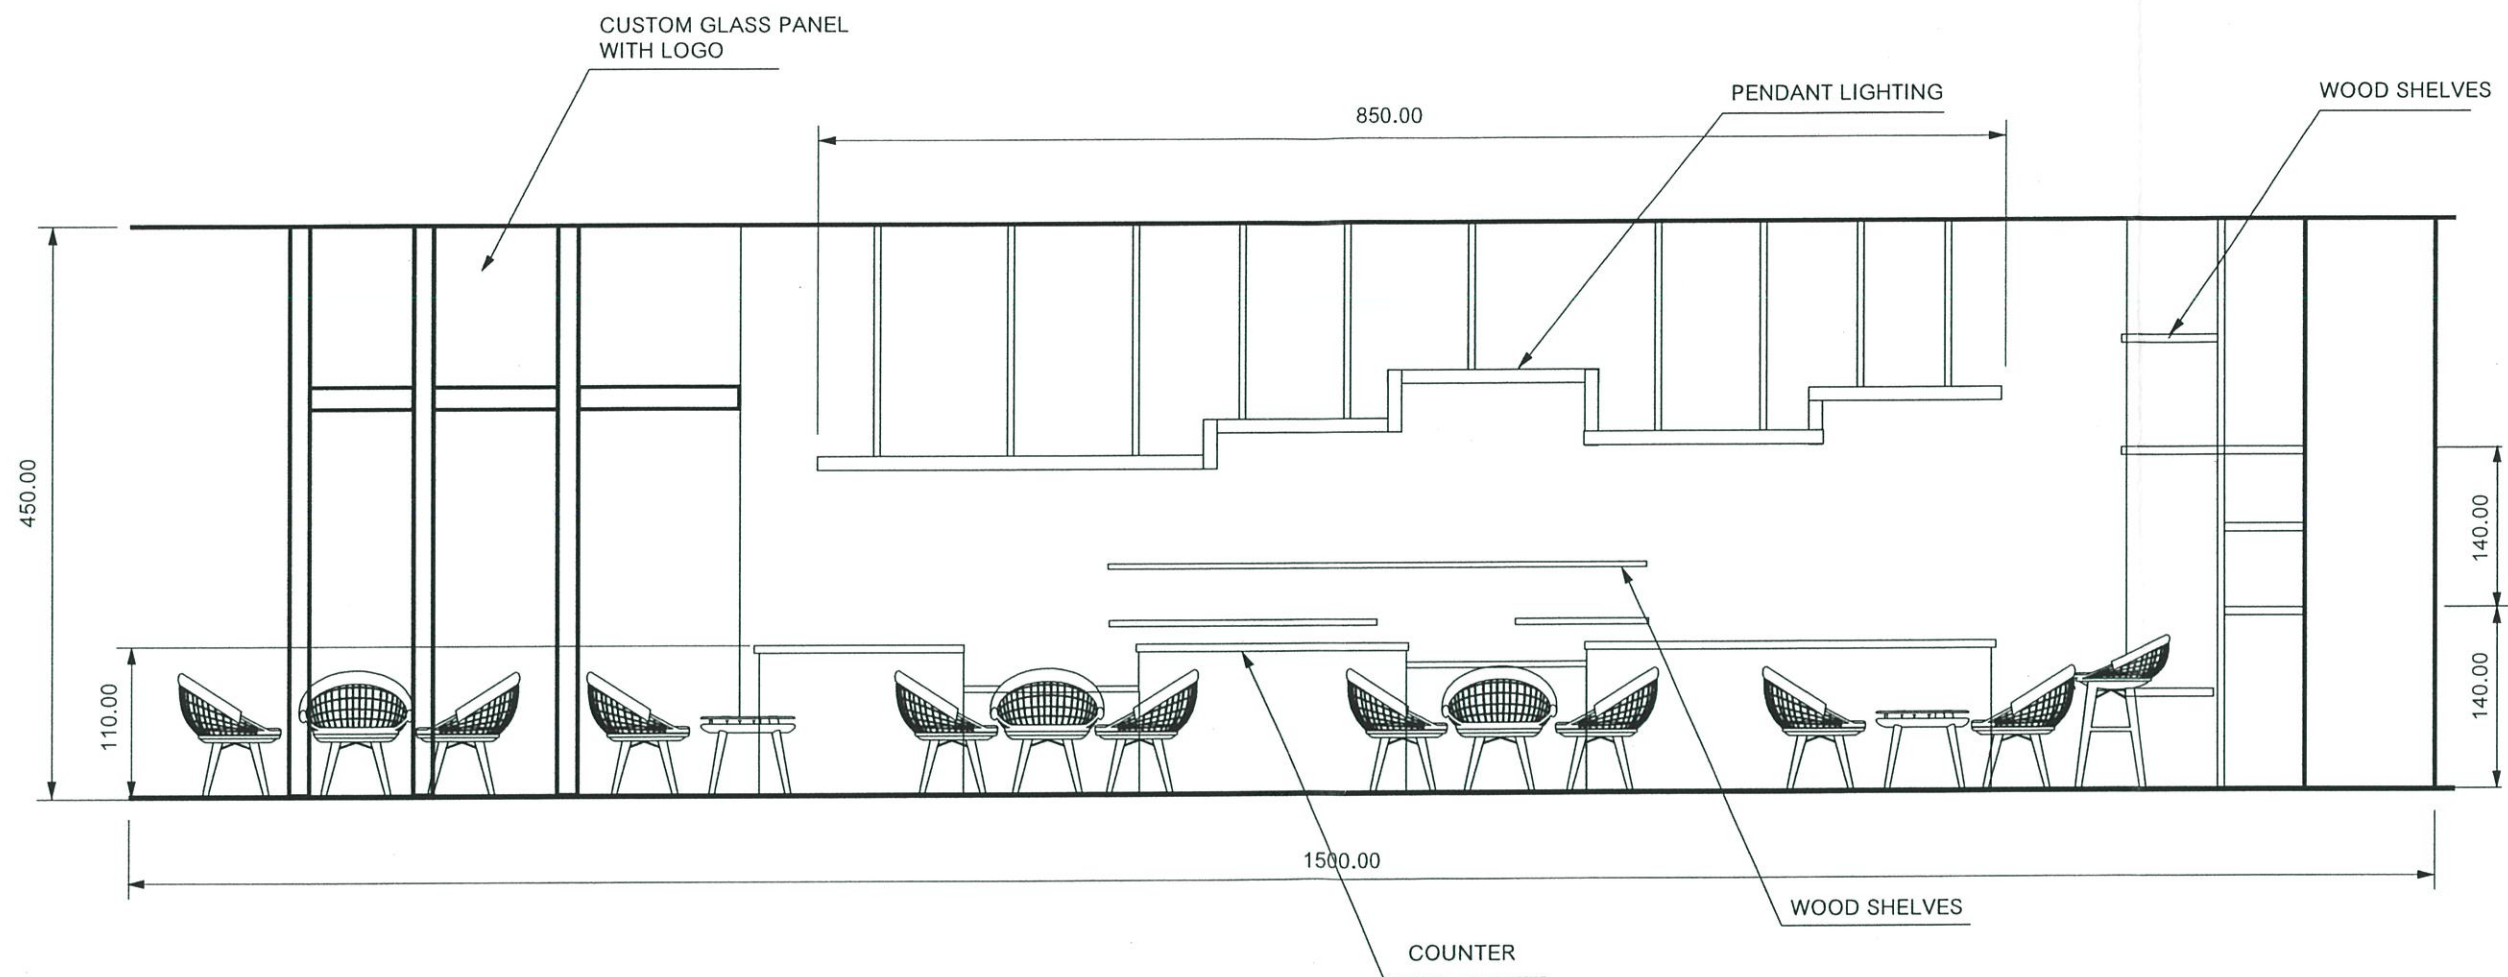 CUSTOM GLASS PANEL
WITH LOGO
PENDANT LIGHTING
WOOD SHELVES
850.00
450.00
110.00
140.00
140.00
1500.00
WOOD SHELVES
COUNTER